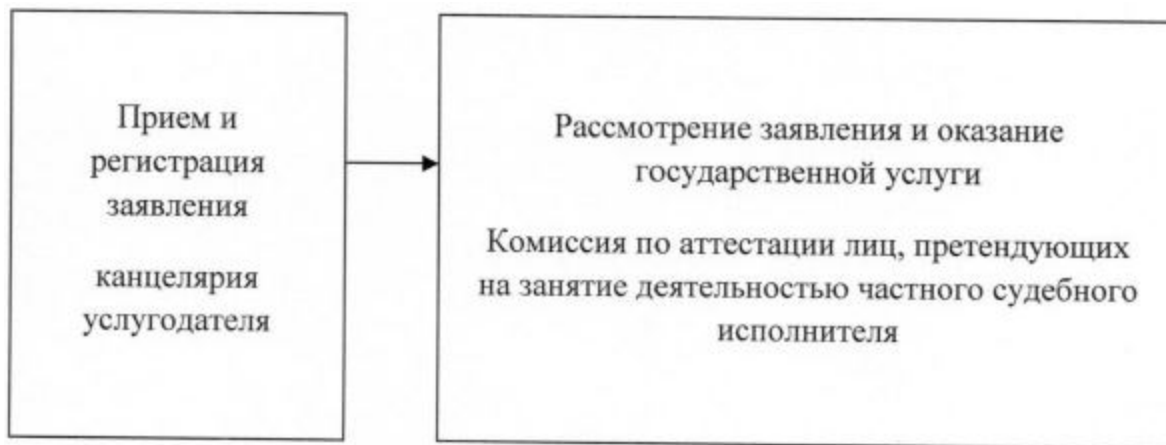 Прием и
регистрация
заявления
канцелярия
услугодателя
Рассмотрение заявления и оказание
государственной услуги
Комиссия по аттестации лиц, претендующих
на занятие деятельностью частного судебного
исполнителя